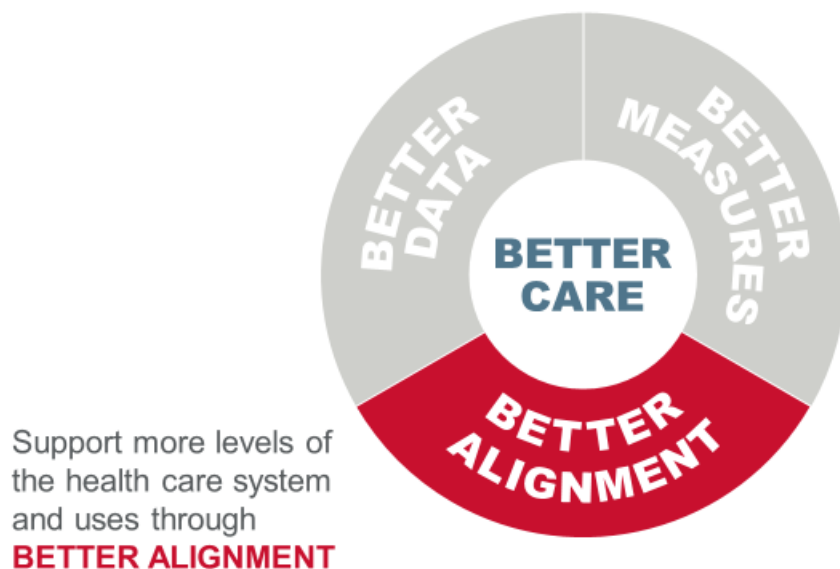 BETTER
DATA
BETTER
MEASURES
BETTER
CARE
BETTER
ALIGNMENT
Support more levels of
the health care system
and uses through
BETTER ALIGNMENT